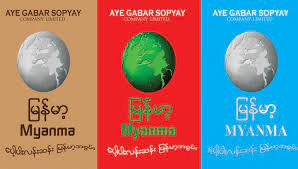 AYE GABAR SOPYAY
COMPANY LIMITED
မြန်မာ့
Myanma
AYE GABAR SOPYAY
COMPANY LIMITED
မြန်မာ့
Myanma
AYE GABAR SOPYAY
COMPANY LIMITED
မြန်မာ့
MYANMA